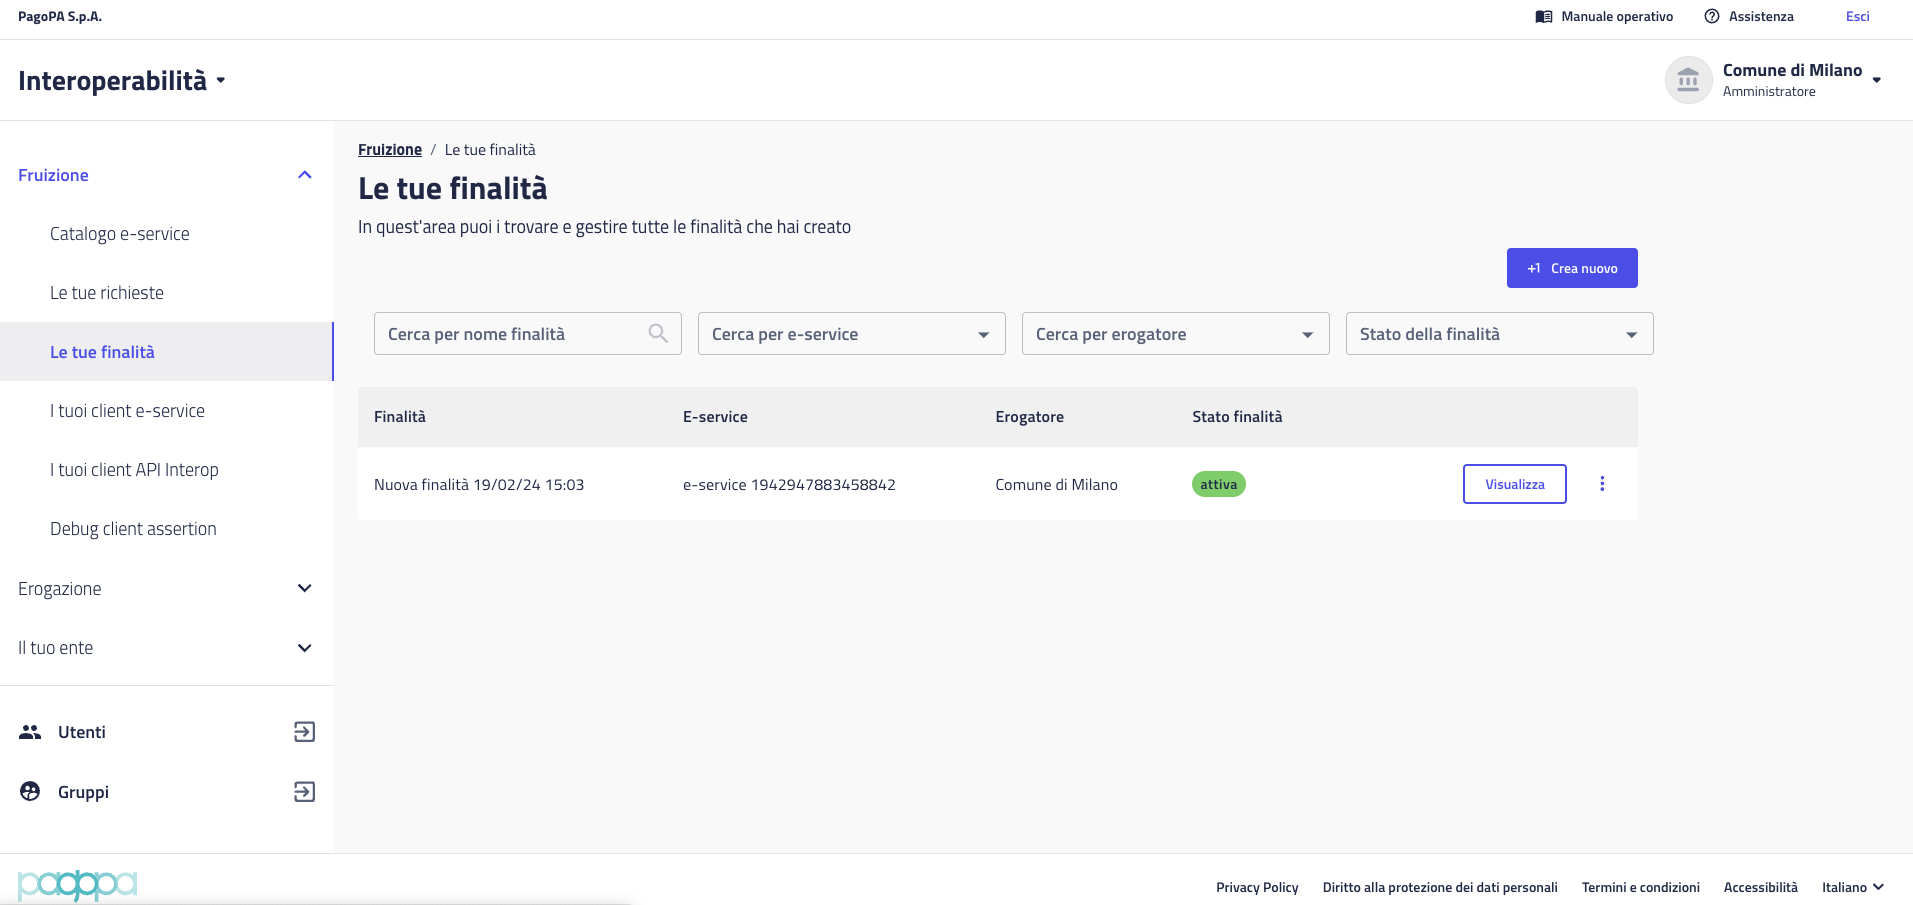 PagoPA S.p.A.
Manuale operativo
Assistenza
Esci
Interoperabilità
Comune di Milano
Amministratore
Fruizione
Catalogo e-service
Le tue richieste
Le tue finalità
I tuoi client e-service
I tuoi client API Interop
Debug client assertion
Erogazione
Il tuo ente
Utenti
Gruppi
Fruizione / Le tue finalità
Le tue finalità
In quest'area puoi i trovare e gestire tutte le finalità che hai creato
+1 Crea nuovo
Cerca per nome finalità
Cerca per e-service
Cerca per erogatore
Stato della finalità
Finalità E-service Erogatore Stato finalità
Nuova finalità 19/02/24 15:03 e-service 1942947883458842 Comune di Milano attiva Visualizza
pagopa
Privacy Policy
Diritto alla protezione dei dati personali
Termini e condizioni
Accessibilità
Italiano